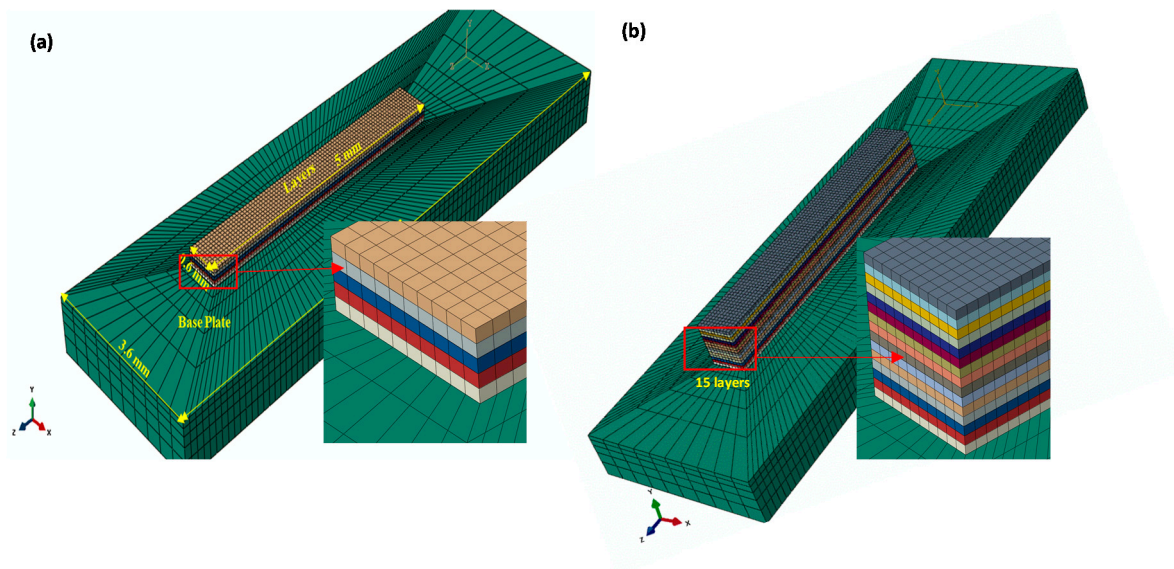 (a)
(b)
Y
Z X
Layers 5 mm
Base Plate
3.6 mm
15 layers
Y
Z X
Y
Z X